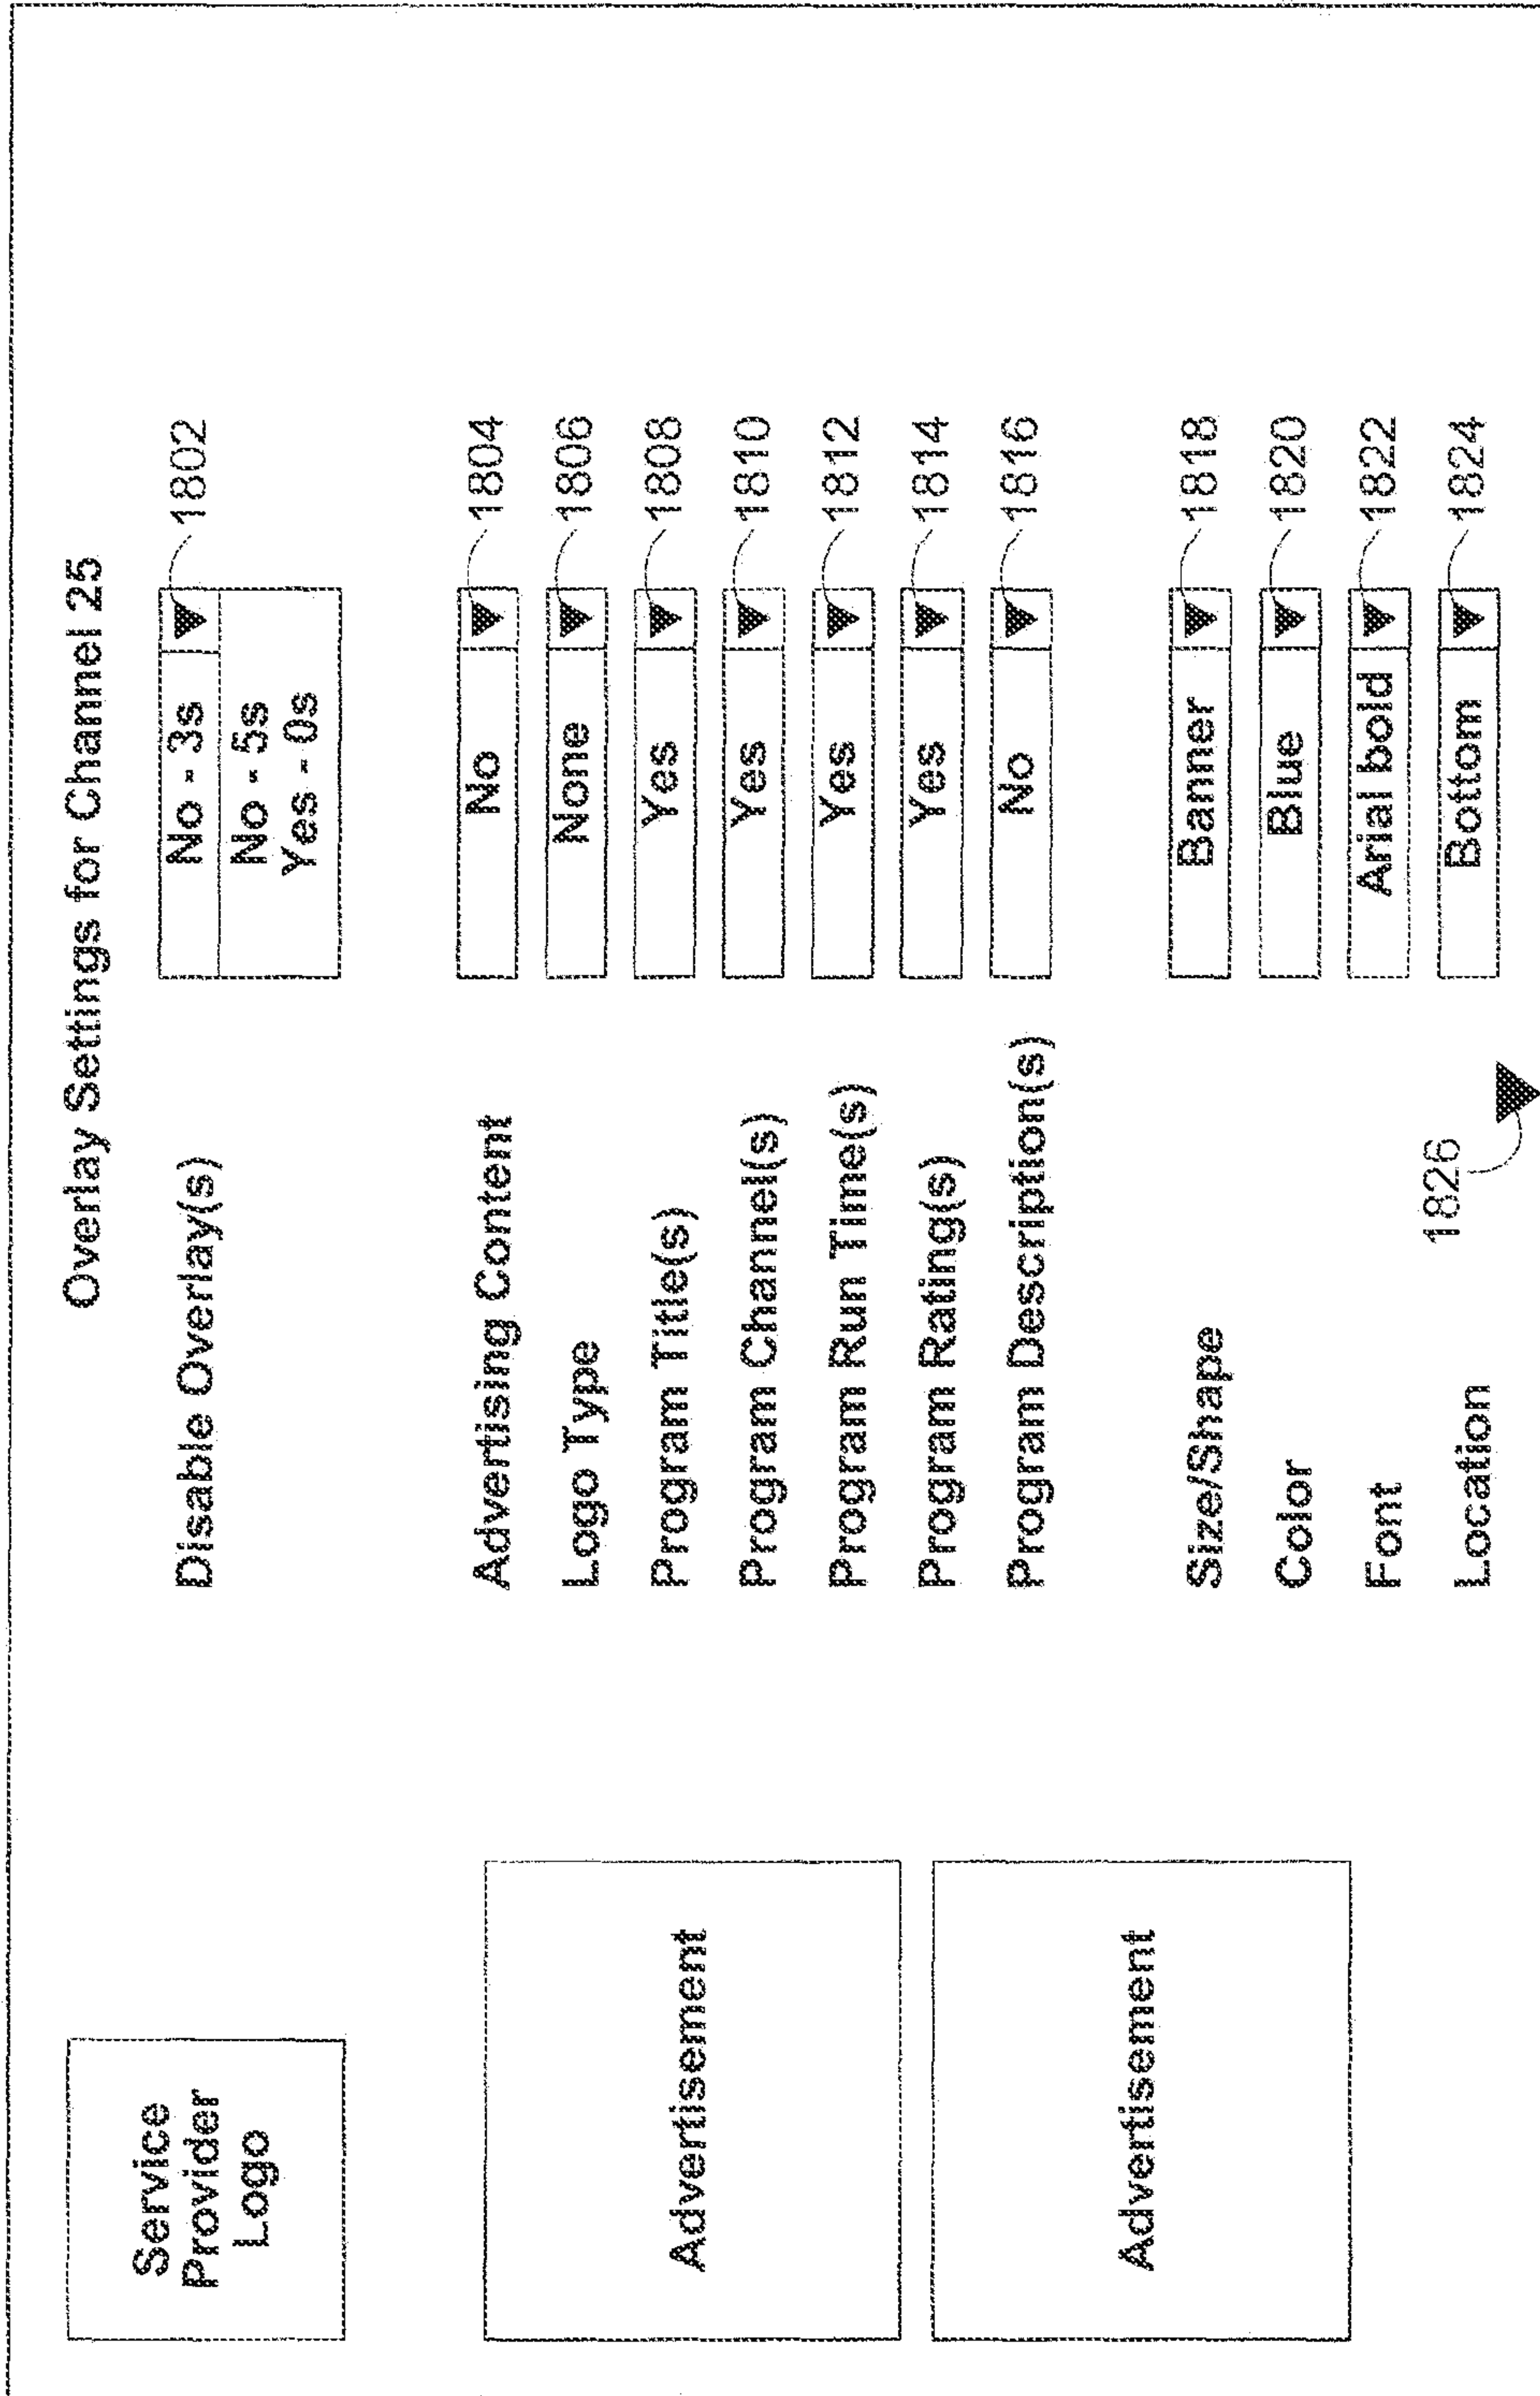 Overlay Settings for Channel 25
Service
Provider
Logo
Disable Overlay(s) No - 3s 1802
No - 5s
Yes - 0s
Advertisement
Advertisement
Advertising Content No 1804
Logo Type None 1806
Program Title(s) Yes 1808
Program Channel(s) Yes 1810
Program Run Time(s) Yes 1812
Program Rating(s) Yes 1814
Program Description(s) No 1816
Size/Shape Banner 1818
Color Blue 1820
Font Arial bold 1822
Location Bottom 1824
1826